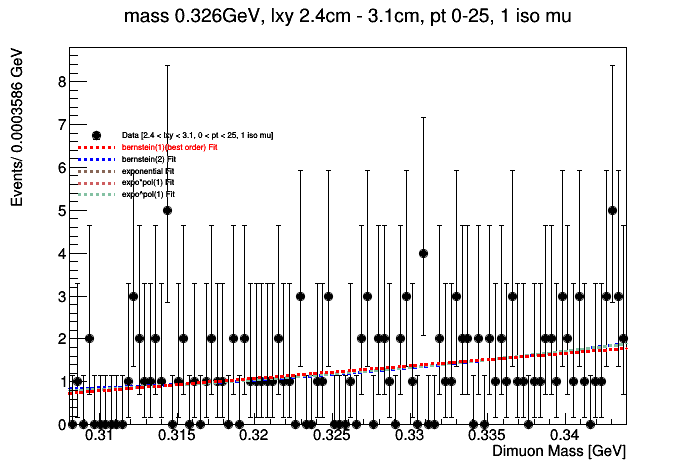 mass 0.326GeV, lxy 2.4cm - 3.1cm, pt 0-25, 1 iso mu
Events/ 0.0003586 GeV
8
7
6
5
4
3
2
1
0
Data [2.4 < lxy < 3.1, 0 < pt < 25, 1 iso mu]
bernstein(1)(best order) Fit
bernstein(2) Fit
exponential Fit
expo*pol(1) Fit
expo^pol(1) Fit
0.31 0.315 0.32 0.325 0.33 0.335 0.34
Dimuon Mass [GeV]